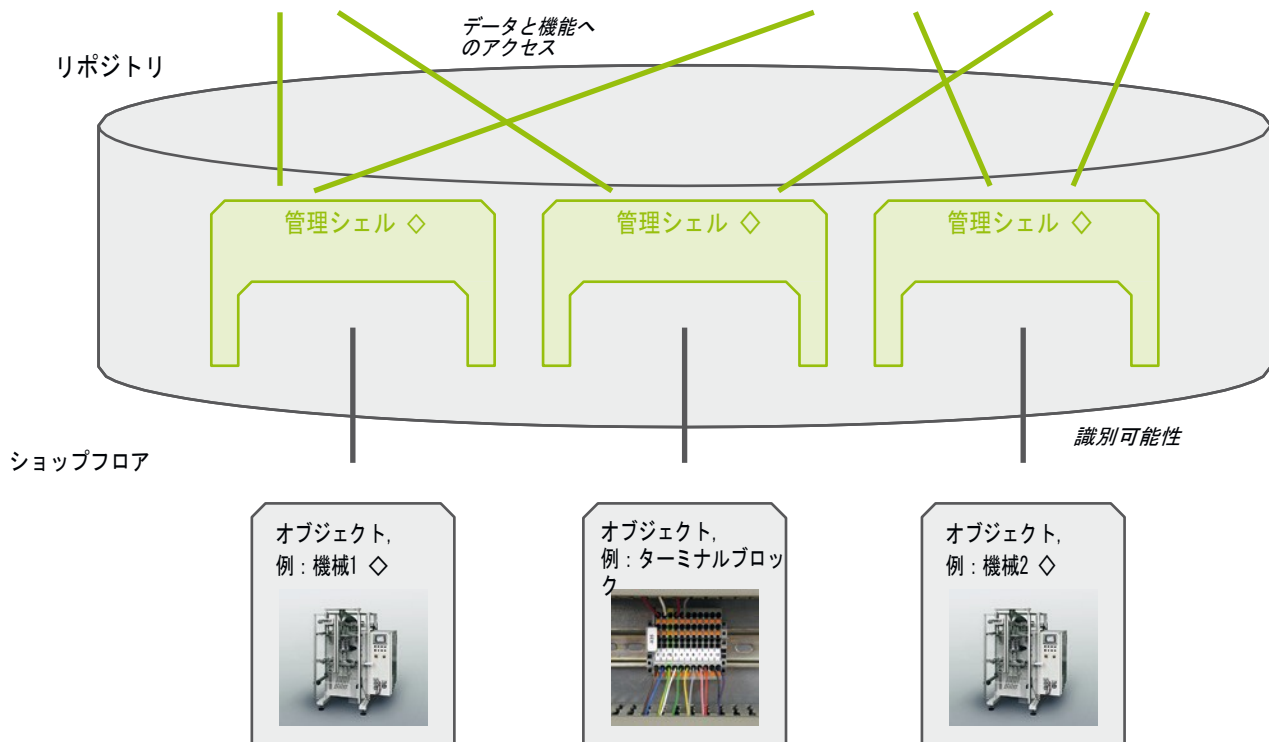 データと機能へ
のアクセス
リポジトリ
管理シェル ◇
管理シェル ◇
管理シェル ◇
識別可能性
ショップフロア
オブジェクト,
例：機械1 ◇
オブジェクト,
例：ターミナルブロッ
ク
オブジェクト,
例：機械2 ◇